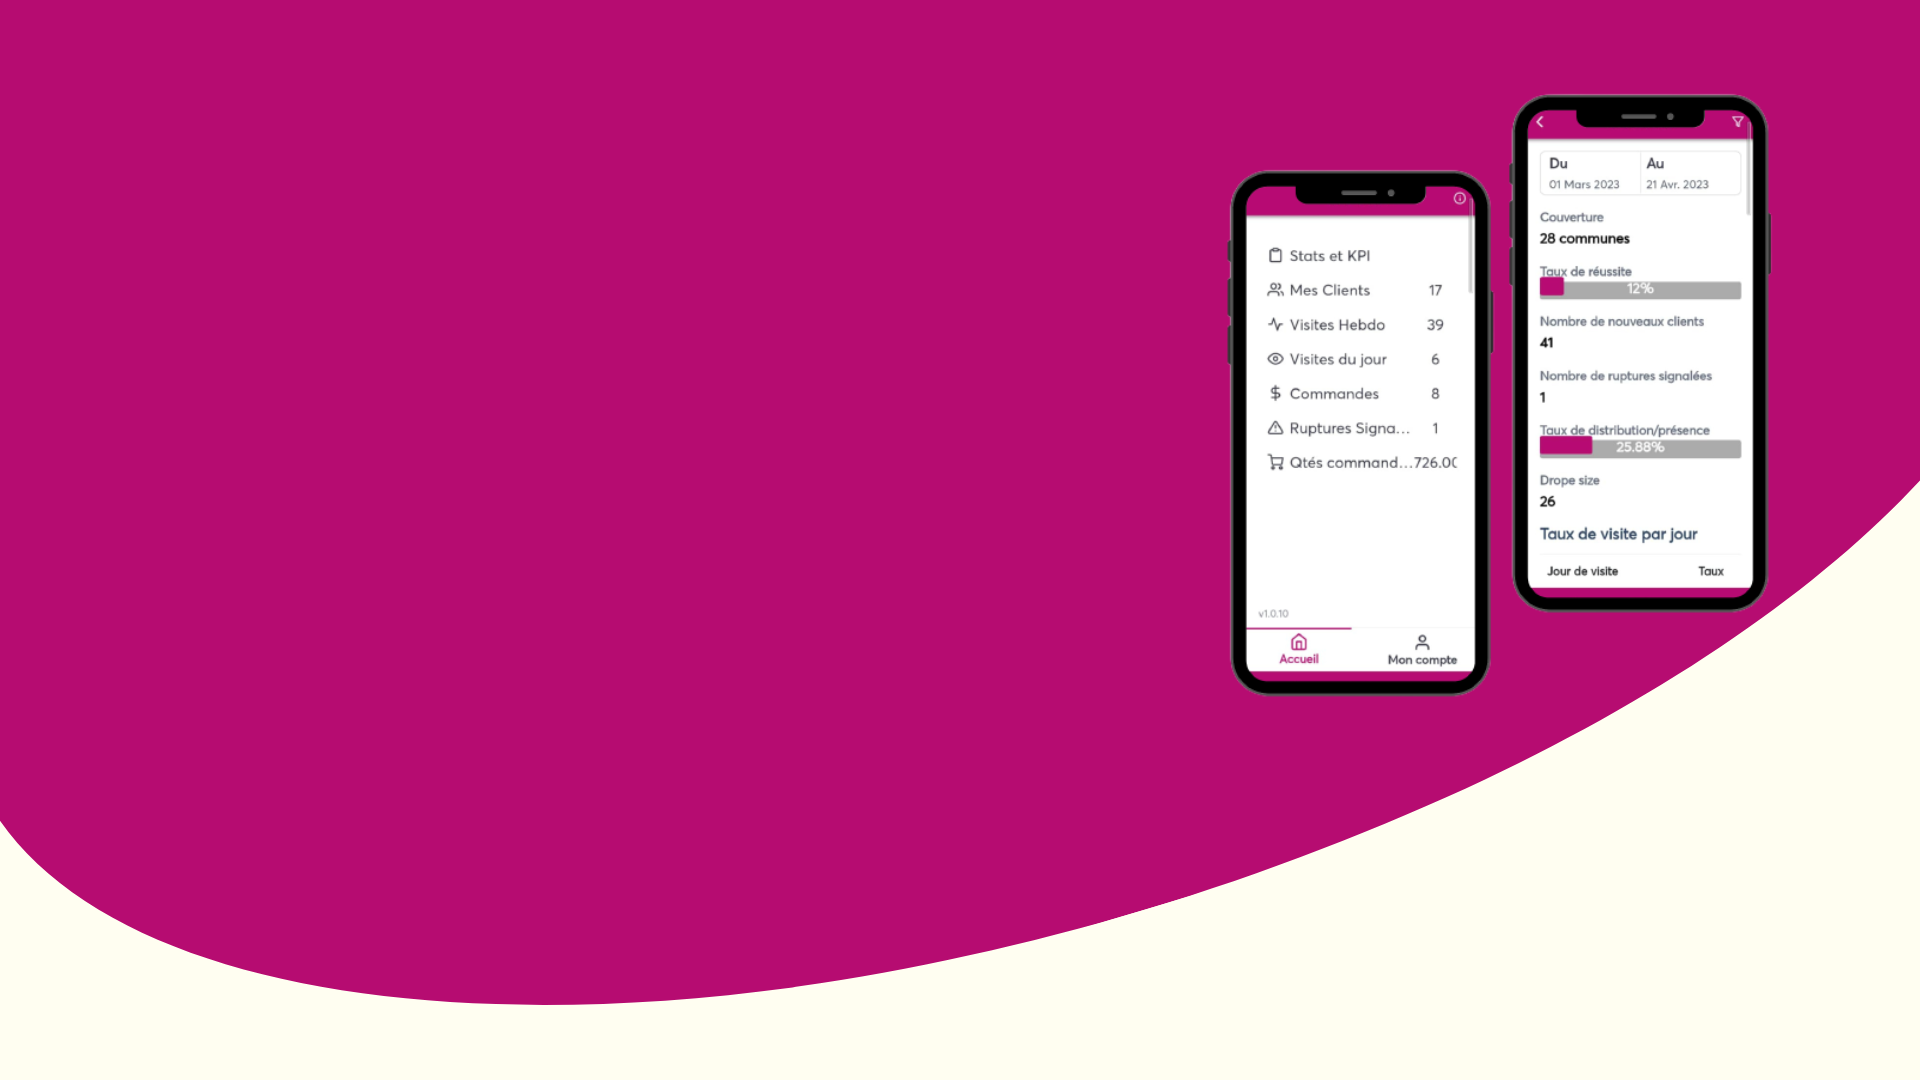 Stats et KPI
Mes Clients 17
Visites Hebdo 39
Visites du jour 6
Commandes 8
Ruptures Signa... 1
Qtés command...726.00
v1.0.10
Accueil Mon compte
Du Au
01 Mars 2023 21 Avr. 2023
Couverture
28 communes
Taux de réussite
12%
Nombre de nouveaux clients
41
Nombre de ruptures signalées
1
Taux de distribution/présence
25.88%
Drope size
26
Taux de visite par jour
Jour de visite Taux